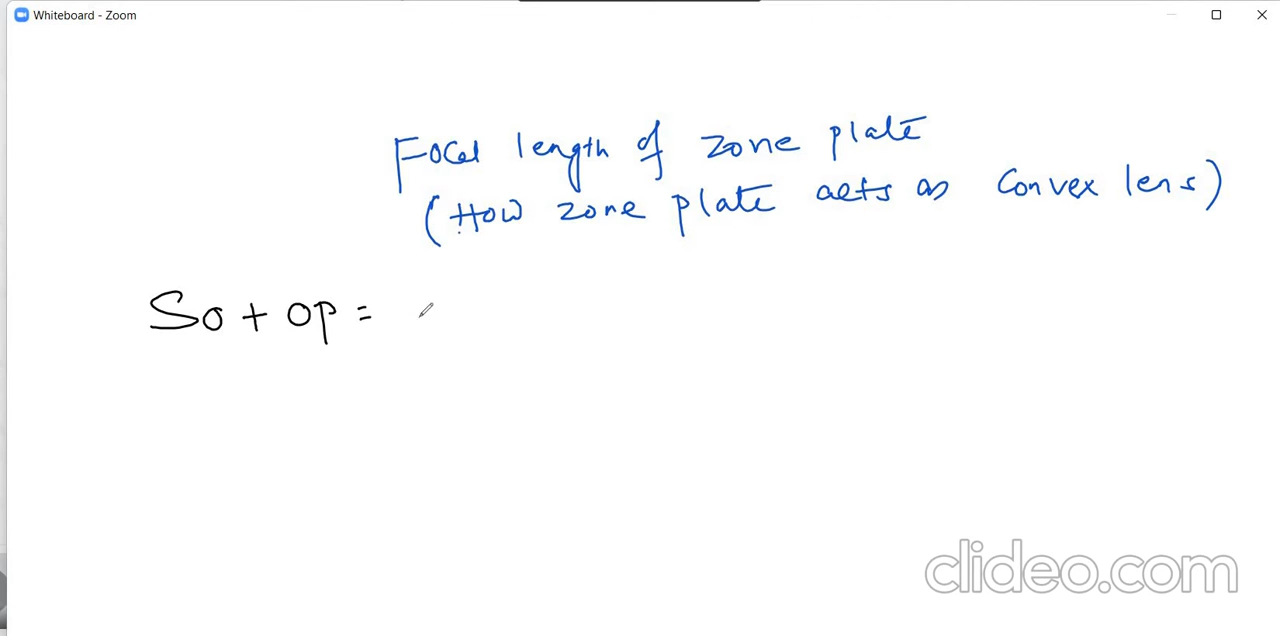 Whiteboard - Zoom
Focal length of zone plate
(How zone plate acts as convex lens)
So + op =
clideo.com